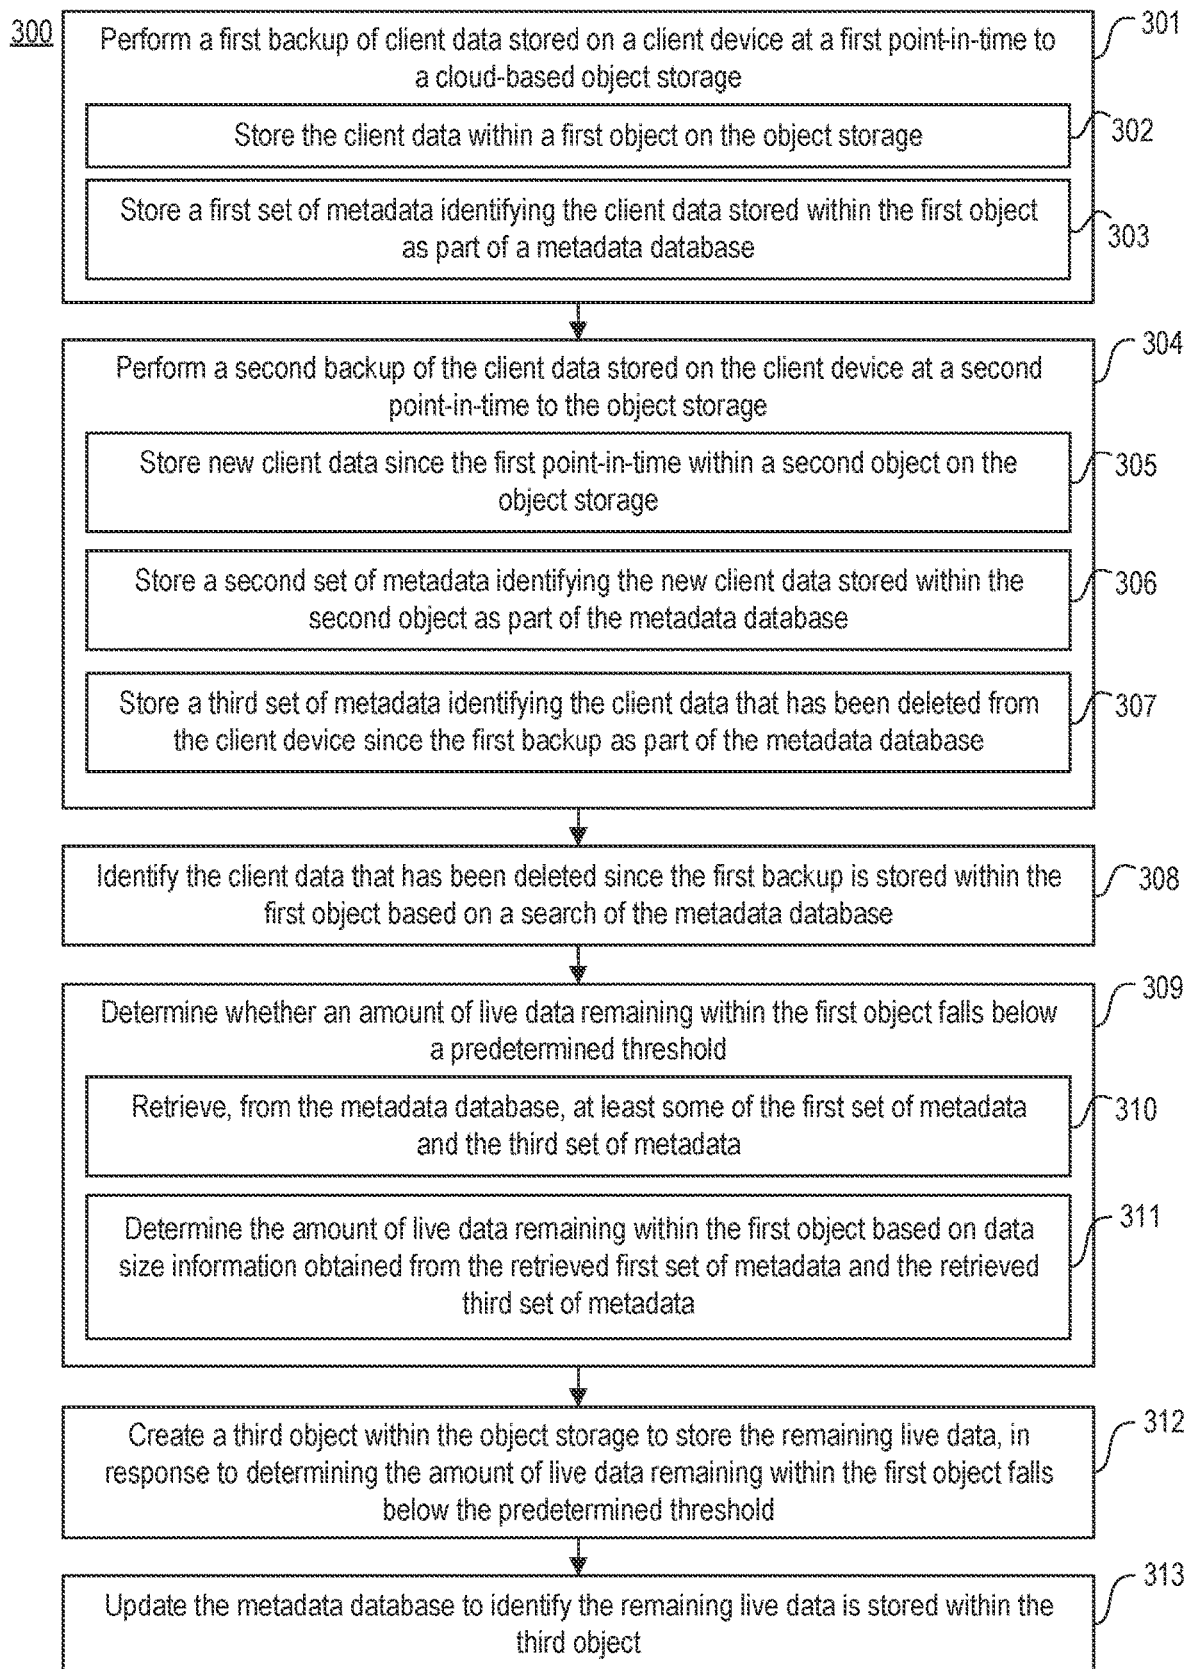 300
Perform a first backup of client data stored on a client device at a first point-in-time to
a cloud-based object storage
301
Store the client data within a first object on the object storage
302
Store a first set of metadata identifying the client data stored within the first object
as part of a metadata database
303
Perform a second backup of the client data stored on the client device at a second
point-in-time to the object storage
304
Store new client data since the first point-in-time within a second object on the
object storage
305
Store a second set of metadata identifying the new client data stored within the
second object as part of the metadata database
306
Store a third set of metadata identifying the client data that has been deleted from
the client device since the first backup as part of the metadata database
307
Identify the client data that has been deleted since the first backup is stored within the
first object based on a search of the metadata database
308
Determine whether an amount of live data remaining within the first object falls below
a predetermined threshold
309
Retrieve, from the metadata database, at least some of the first set of metadata
and the third set of metadata
310
Determine the amount of live data remaining within the first object based on data
size information obtained from the retrieved first set of metadata and the retrieved
third set of metadata
311
Create a third object within the object storage to store the remaining live data, in
response to determining the amount of live data remaining within the first object falls
below the predetermined threshold
312
Update the metadata database to identify the remaining live data is stored within the
third object
313